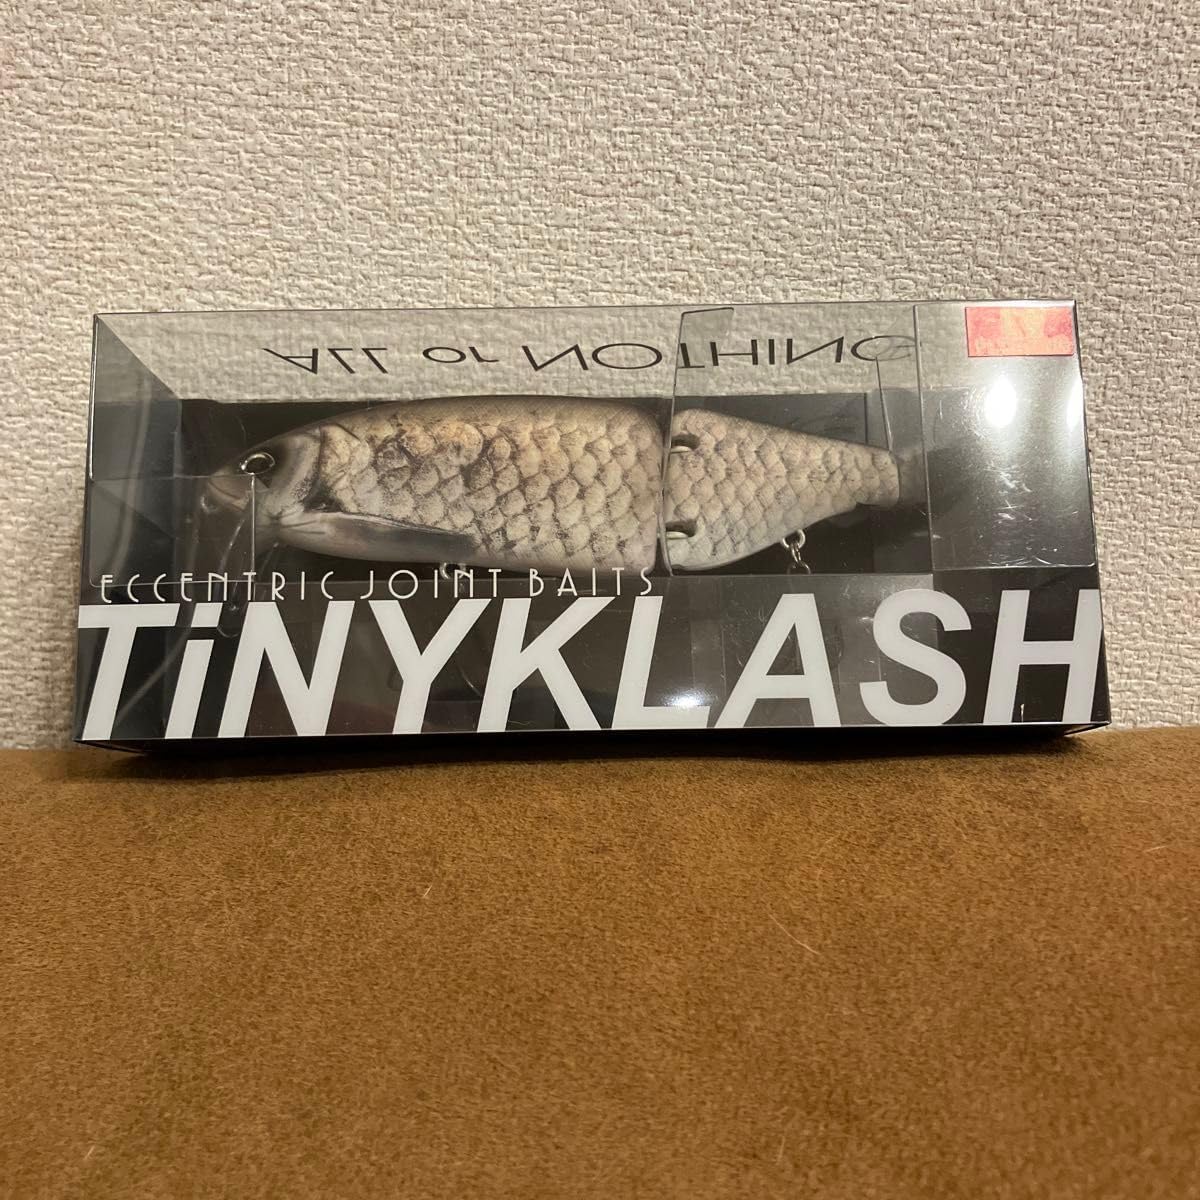 ALL or NOTHING
ECCENTRIC JOINT BAITS
TiNYKLASH